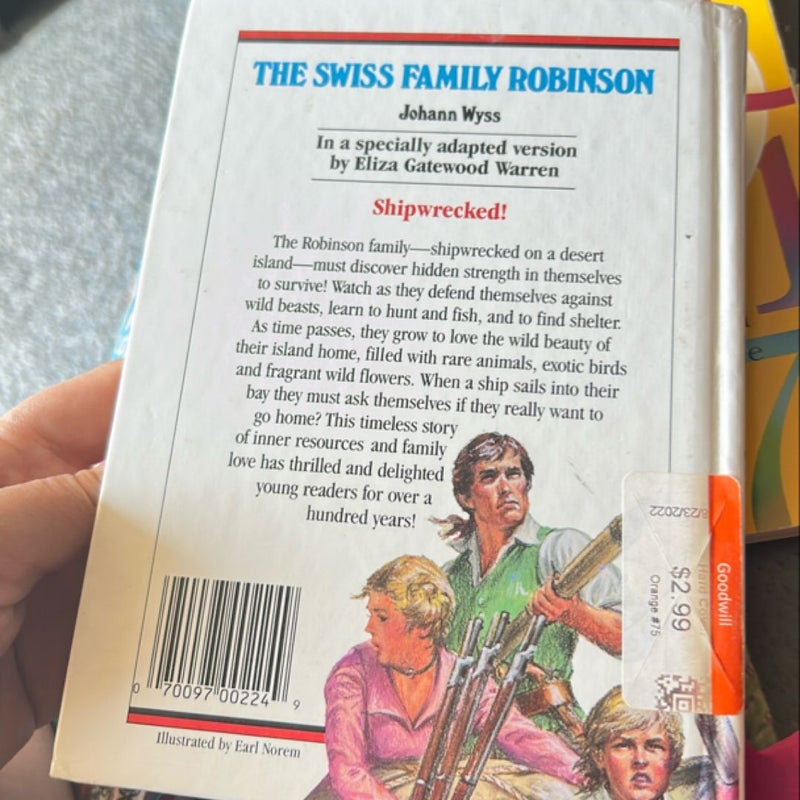 THE SWISS FAMILY ROBINSON
Johann Wyss
In a specially adapted version
by Eliza Gatewood Warren
Shipwrecked!
The Robinson family—shipwrecked on a desert
island—must discover hidden strength in themselves
to survive! Watch as they defend themselves against
wild beasts, learn to hunt and fish, and to find shelter.
As time passes, they grow to love the wild beauty of
their island home, filled with rare animals, exotic birds
and fragrant wild flowers. When a ship sails into their
bay they must ask themselves if they really want to
go home? This timeless story
of inner resources and family
love has thrilled and delighted
young readers for over a
hundred years!
0 70097 00224 9
Illustrated by Earl Norem
Goodwill
Hard
$2.99
Orange #75
8/23/2022
e